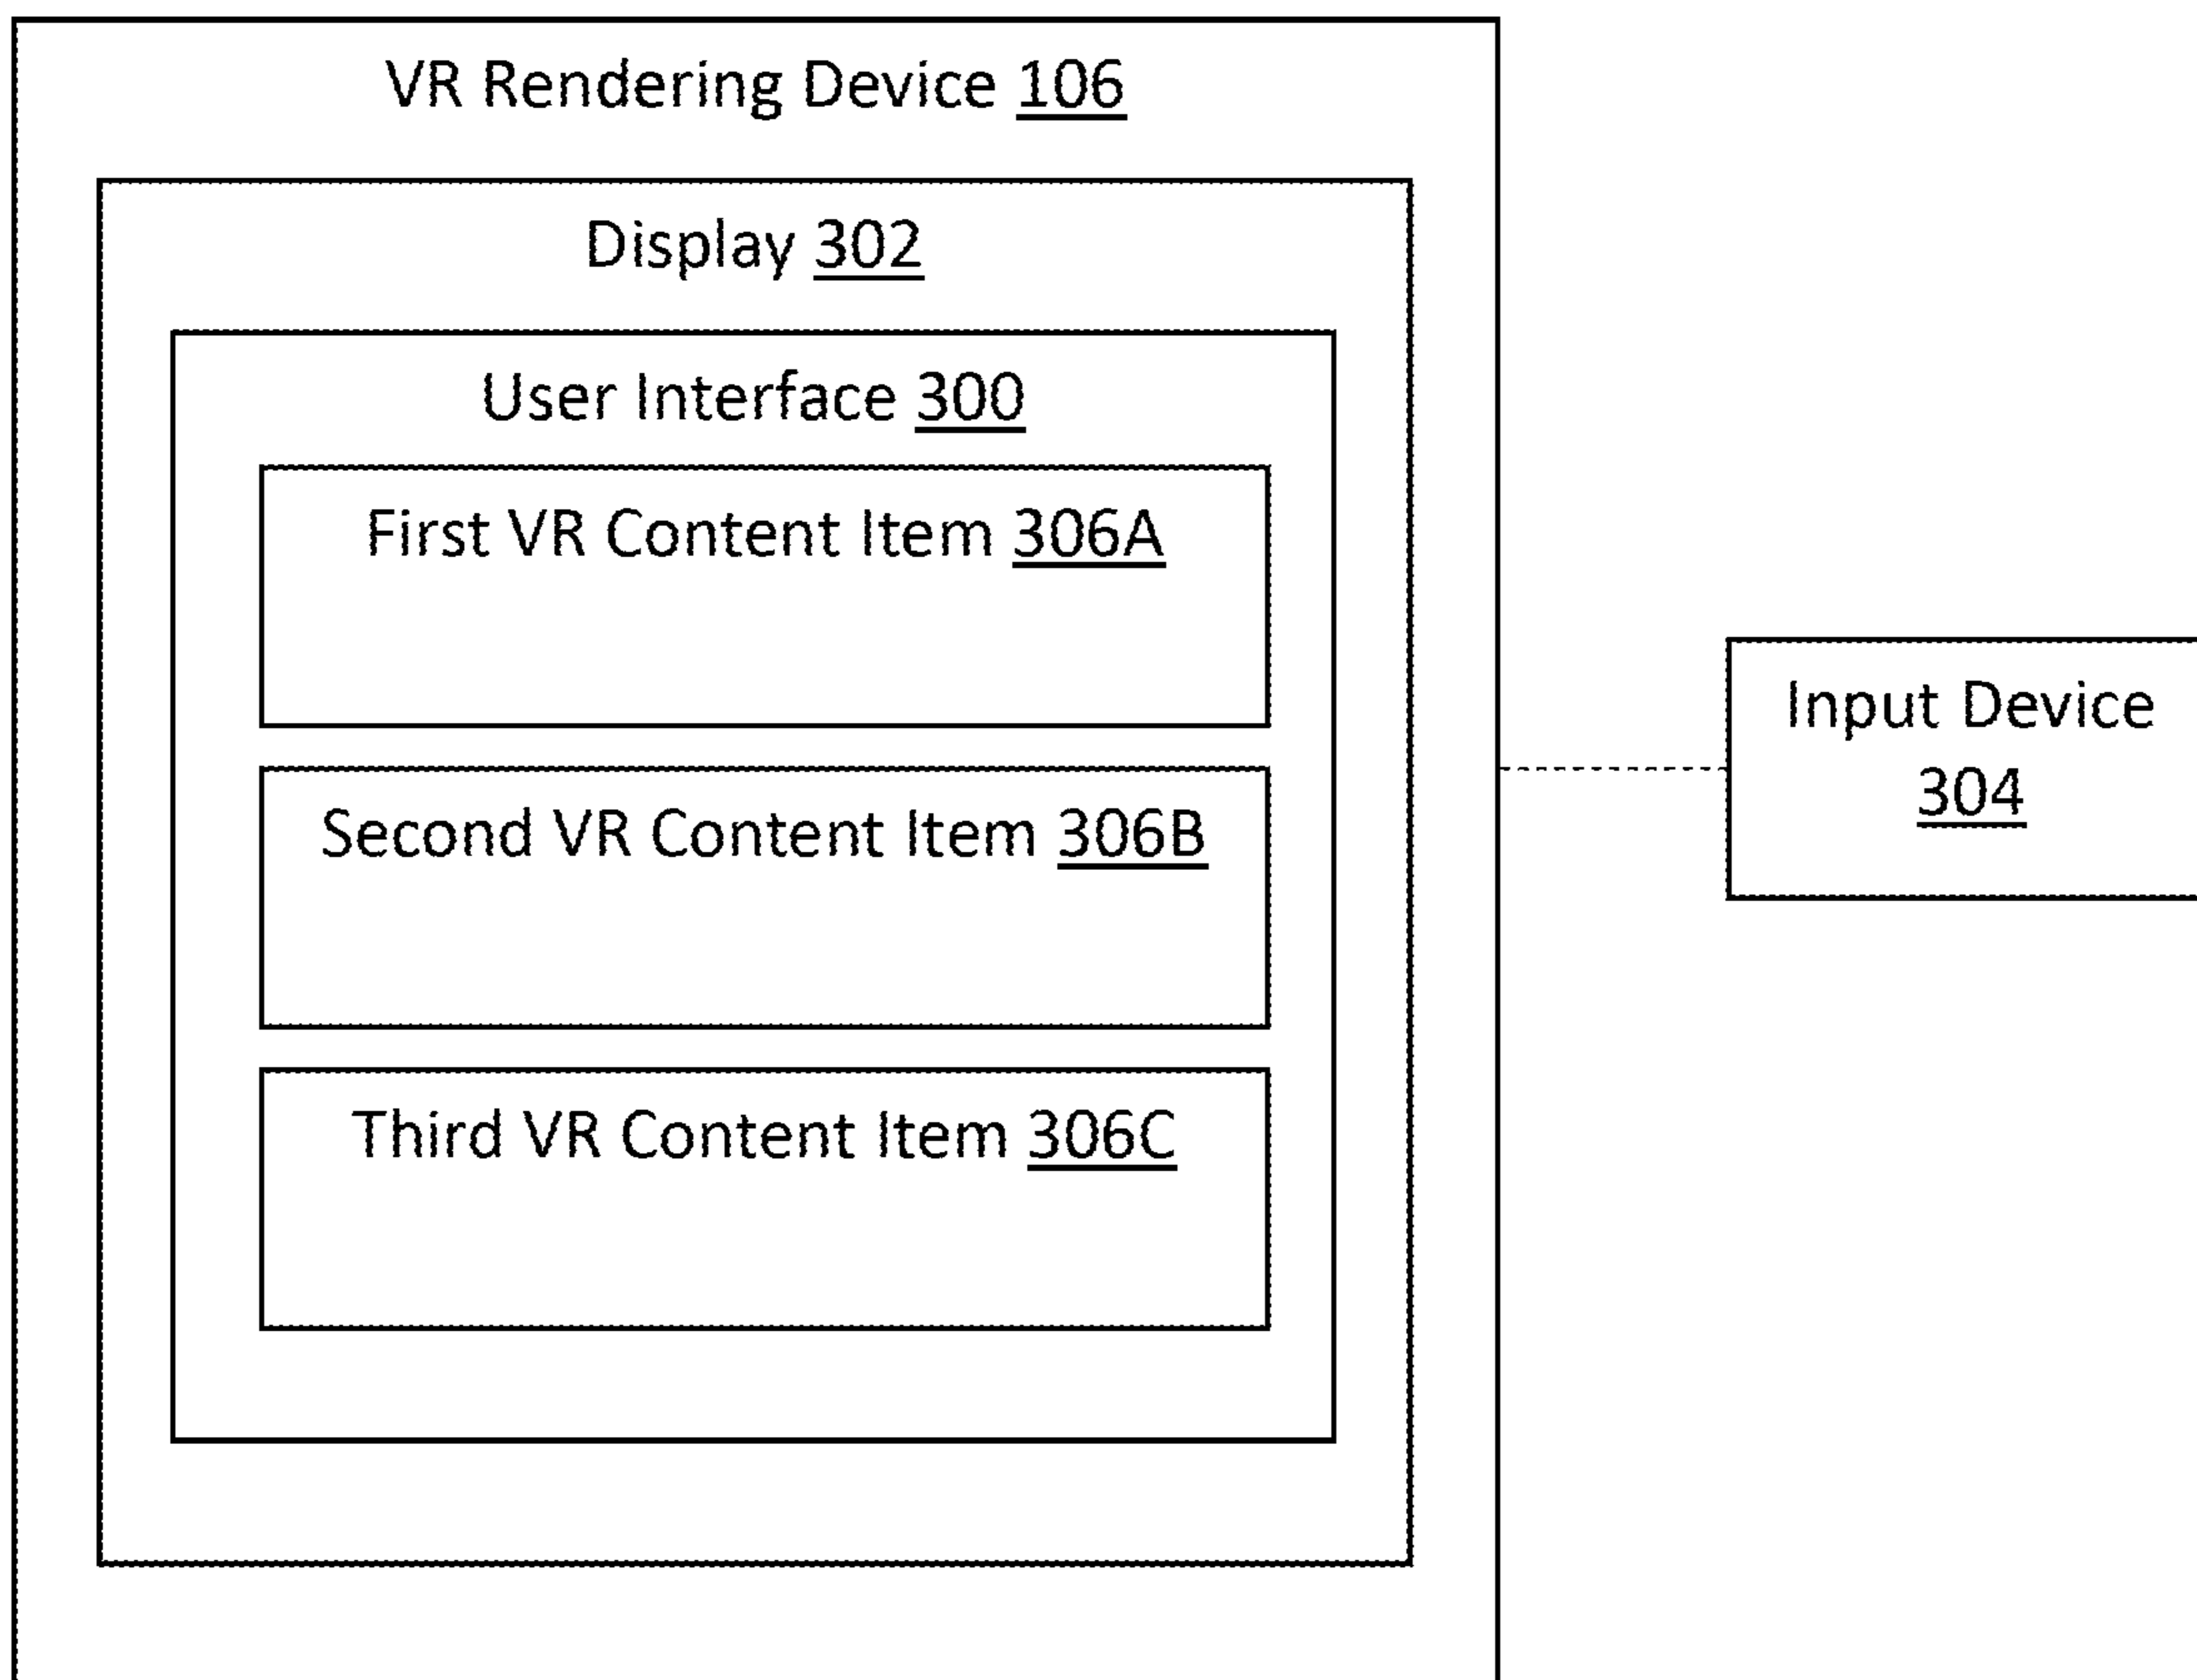 VR Rendering Device 106
Display 302
User Interface 300
First VR Content Item 306A
Second VR Content Item 306B
Third VR Content Item 306C
Input Device
304